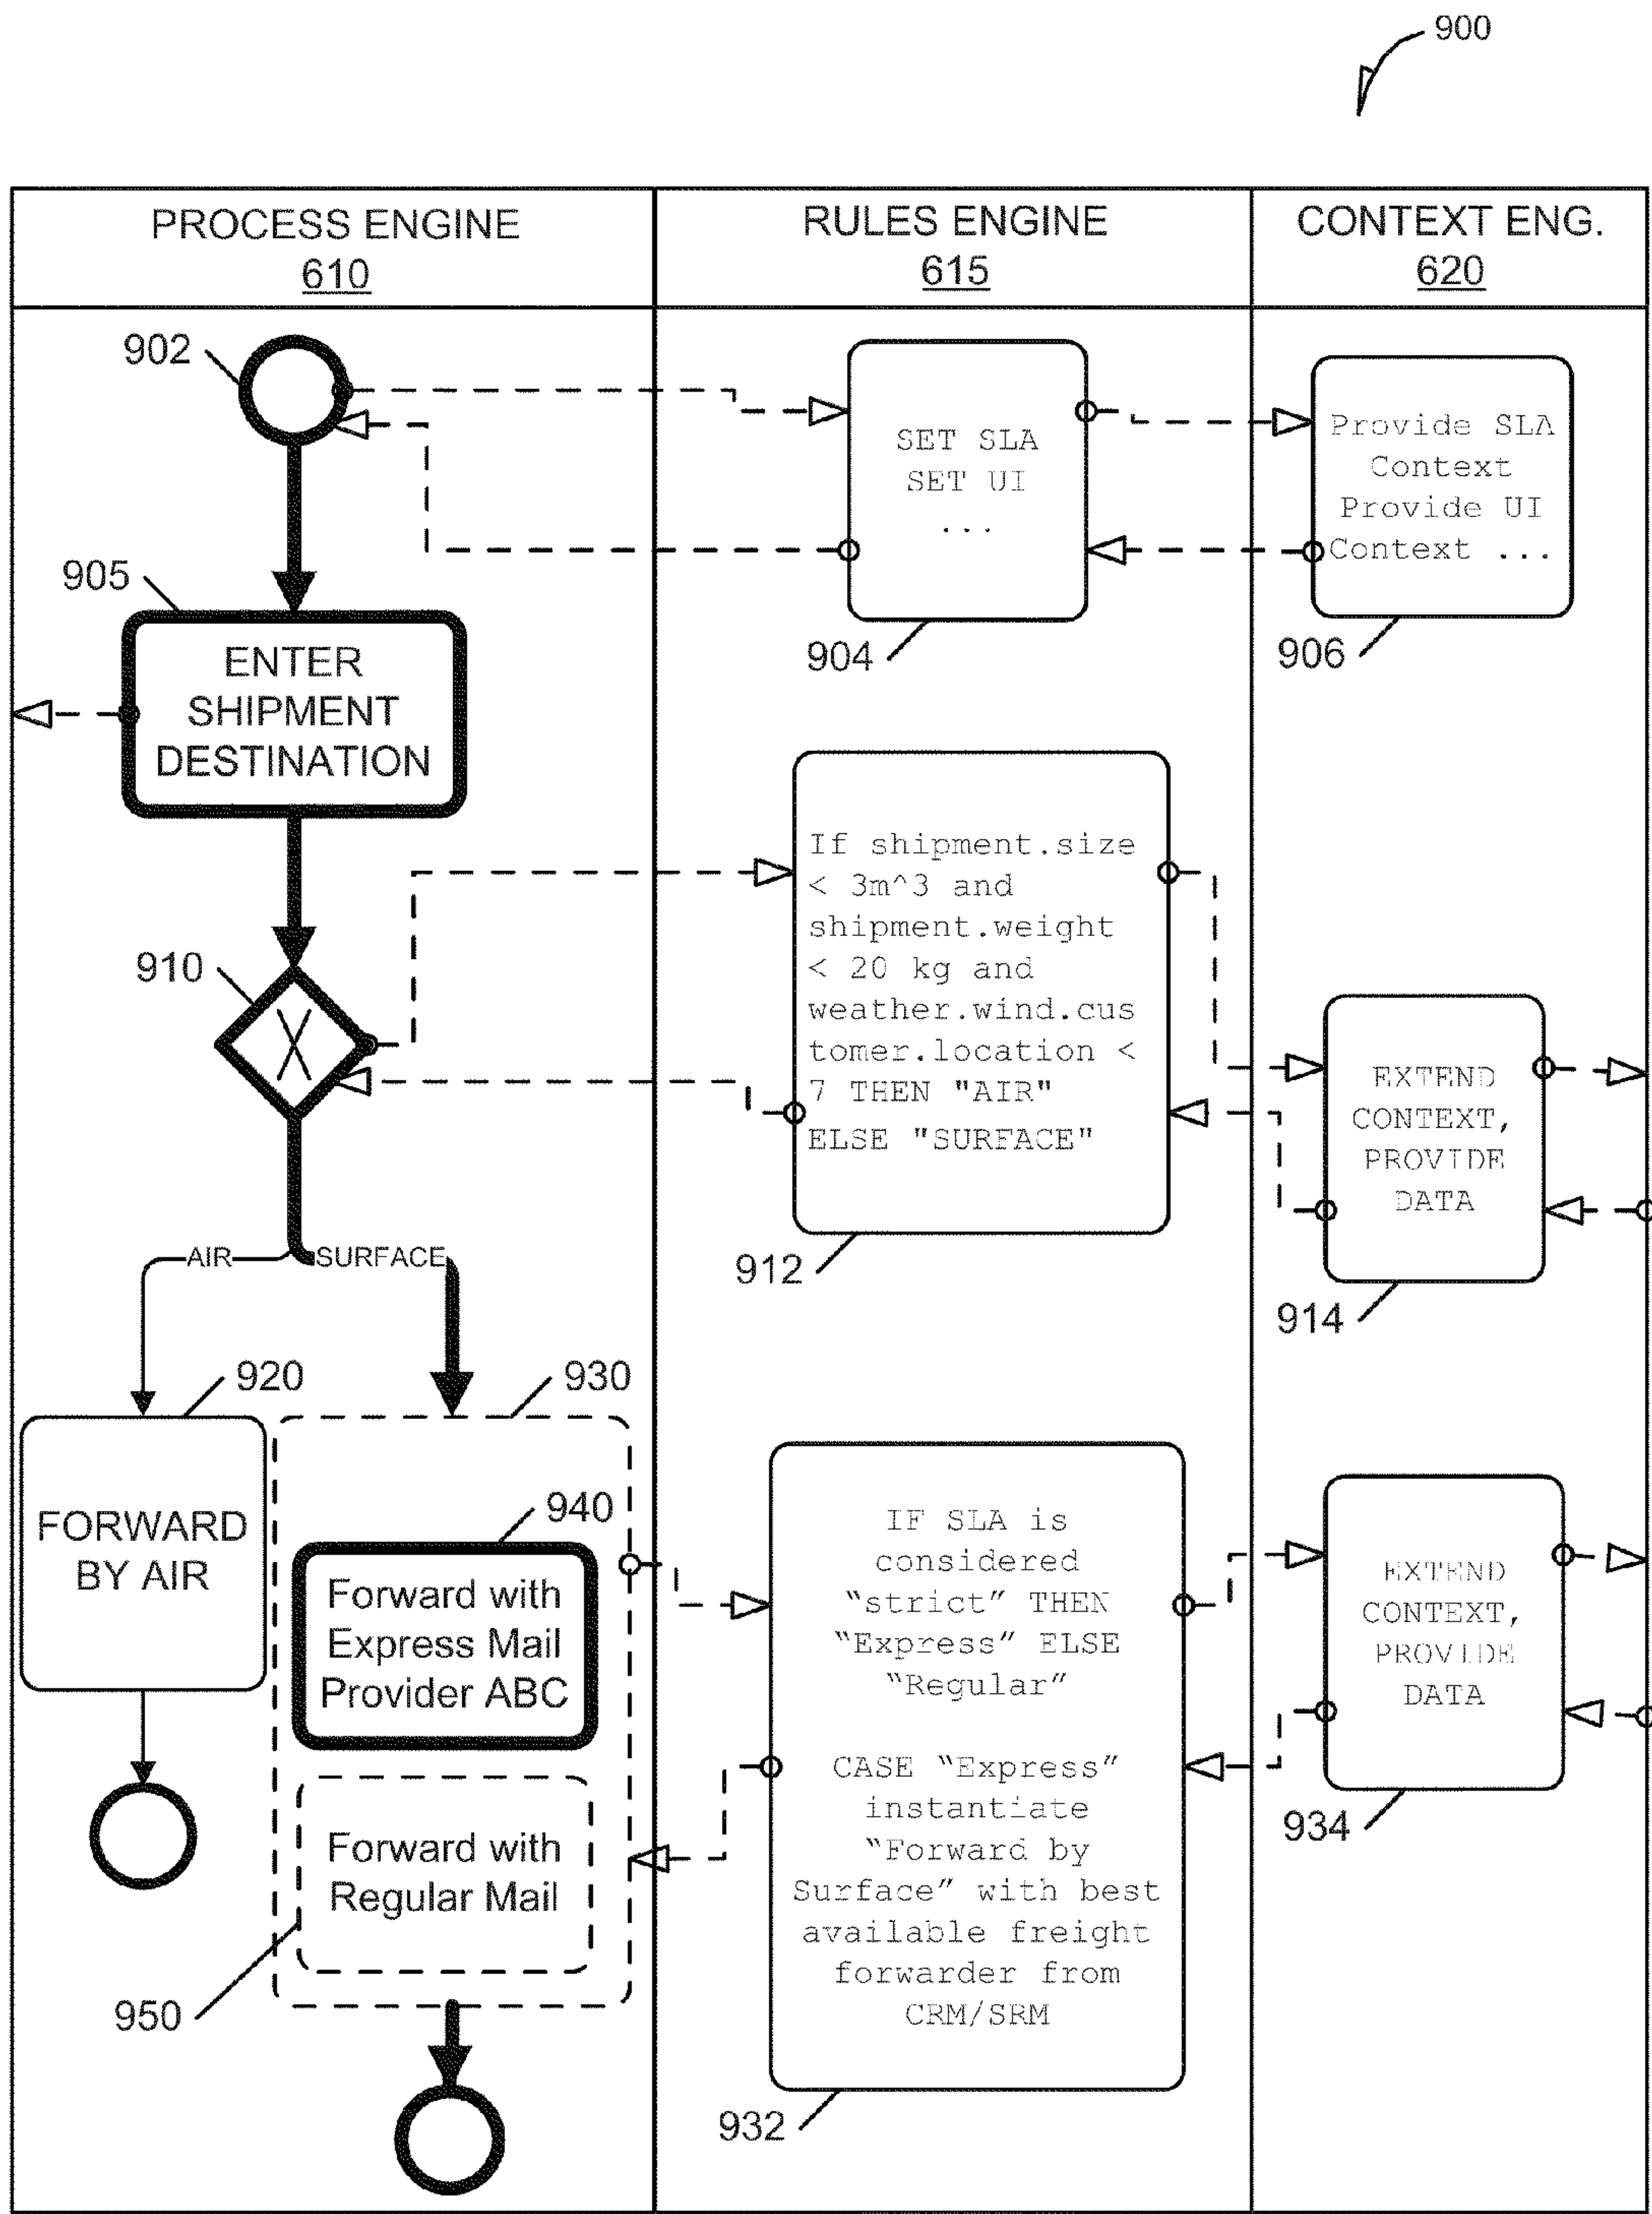 900
PROCESS ENGINE
610
RULES ENGINE
615
CONTEXT ENG.
620
902
SET SLA
SET UI
...
904
Provide SLA
Context
Provide UI
Context ...
906
905
ENTER
SHIPMENT
DESTINATION
If shipment.size
< 3m^3 and
shipment.weight
< 20 kg and
weather.wind.cus
tomer.location <
7 THEN "AIR"
ELSE "SURFACE"
912
910
X
EXTEND
CONTEXT,
PROVIDE
DATA
914
AIR
SURFACE
920
FORWARD
BY AIR
930
940
Forward with
Express Mail
Provider ABC
Forward with
Regular Mail
950
IF SLA is
considered
“strict” THEN
“Express” ELSE
“Regular”
CASE “Express”
instantiate
“Forward by
Surface” with best
available freight
forwarder from
CRM/SRM
932
EXTEND
CONTEXT,
PROVIDE
DATA
934